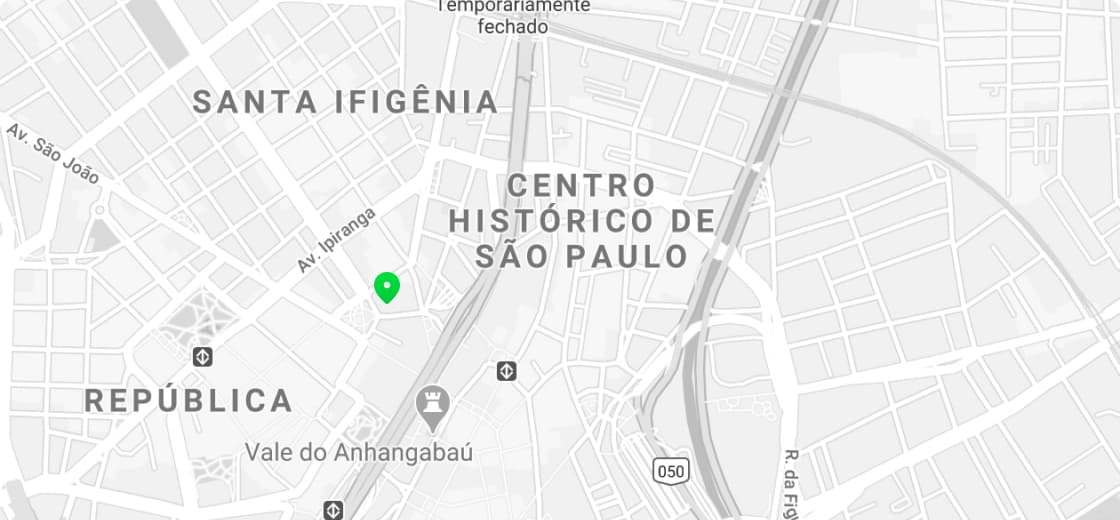 Temporariamente
fechado
SANTA IFIGÊNIA
Av. São João
CENTRO
HISTÓRICO DE
SÃO PAULO
Av. Ipiranga
REPÚBLICA
Vale do Anhangabaú
050
R. da Fig